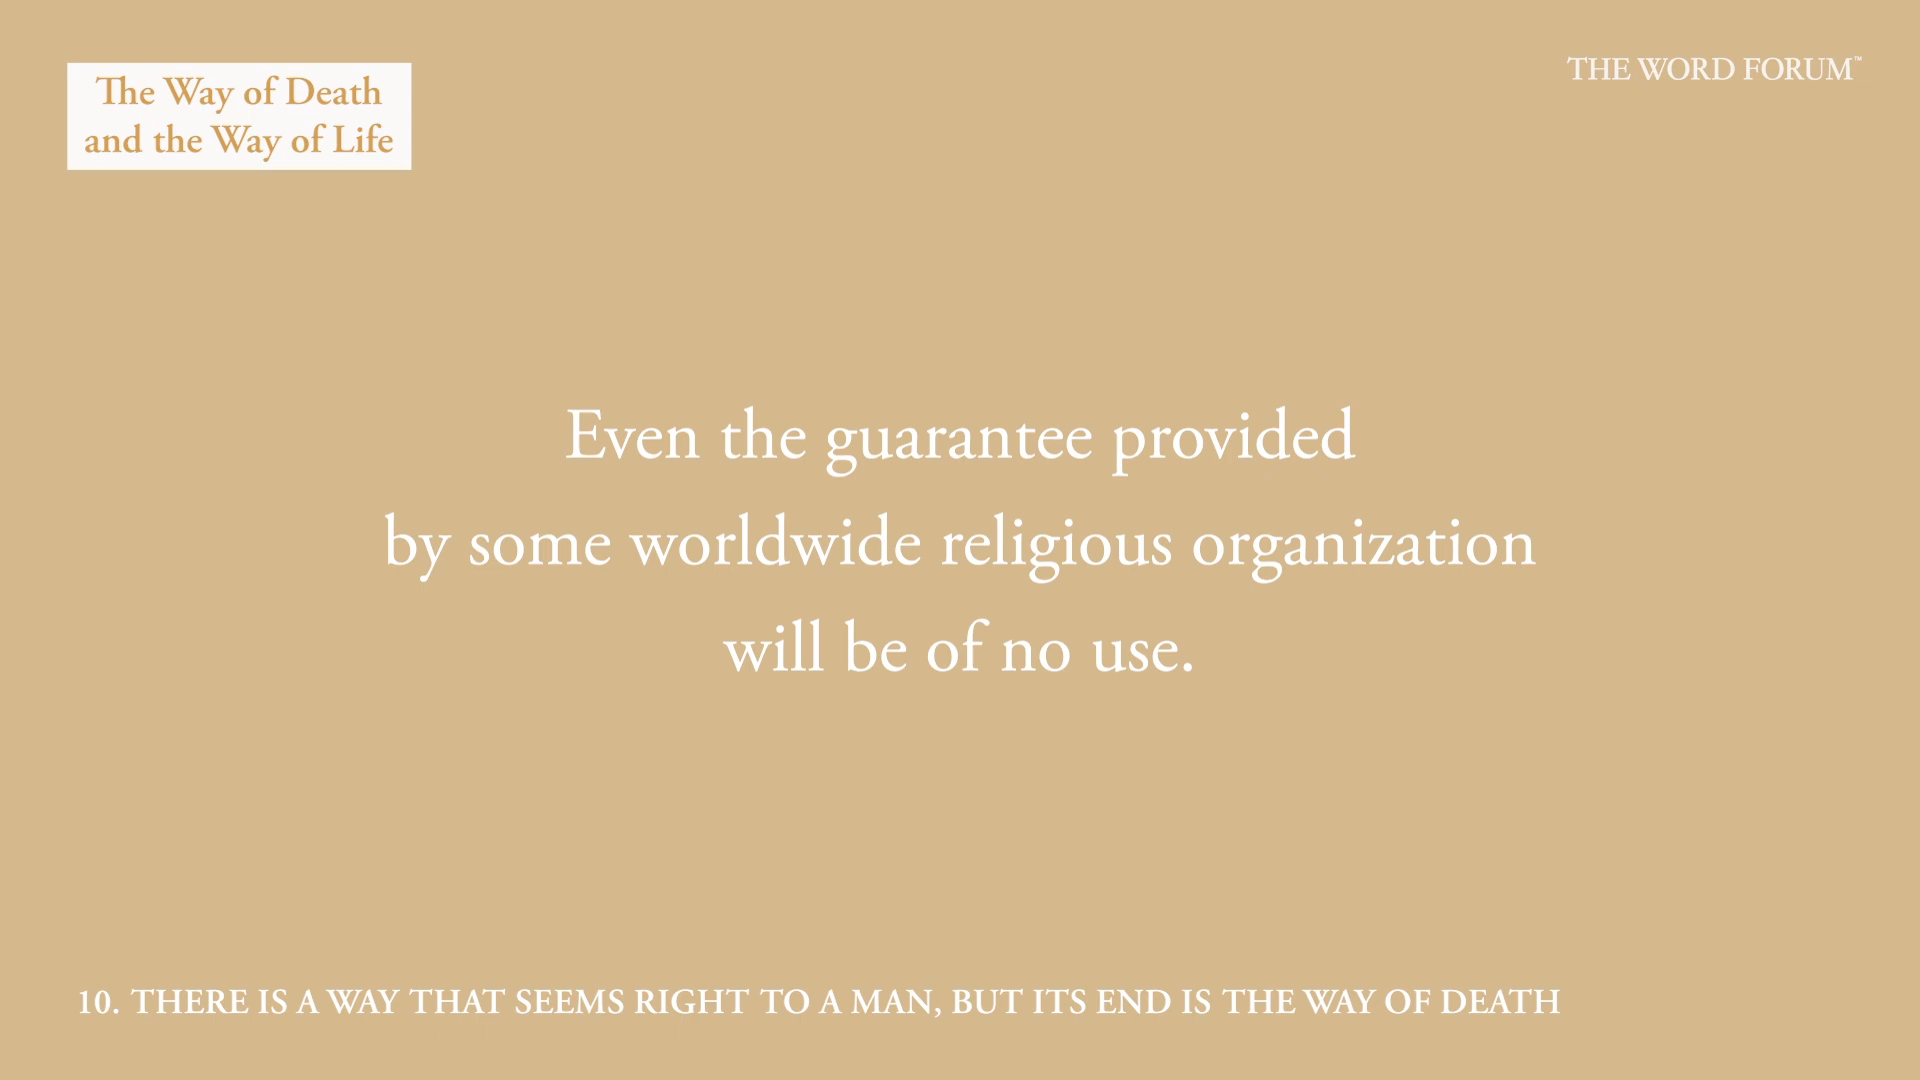 The Way of Death
and the Way of Life
THE WORD FORUM™
Even the guarantee provided
by some worldwide religious organization
will be of no use.
10. THERE IS A WAY THAT SEEMS RIGHT TO A MAN, BUT ITS END IS THE WAY OF DEATH